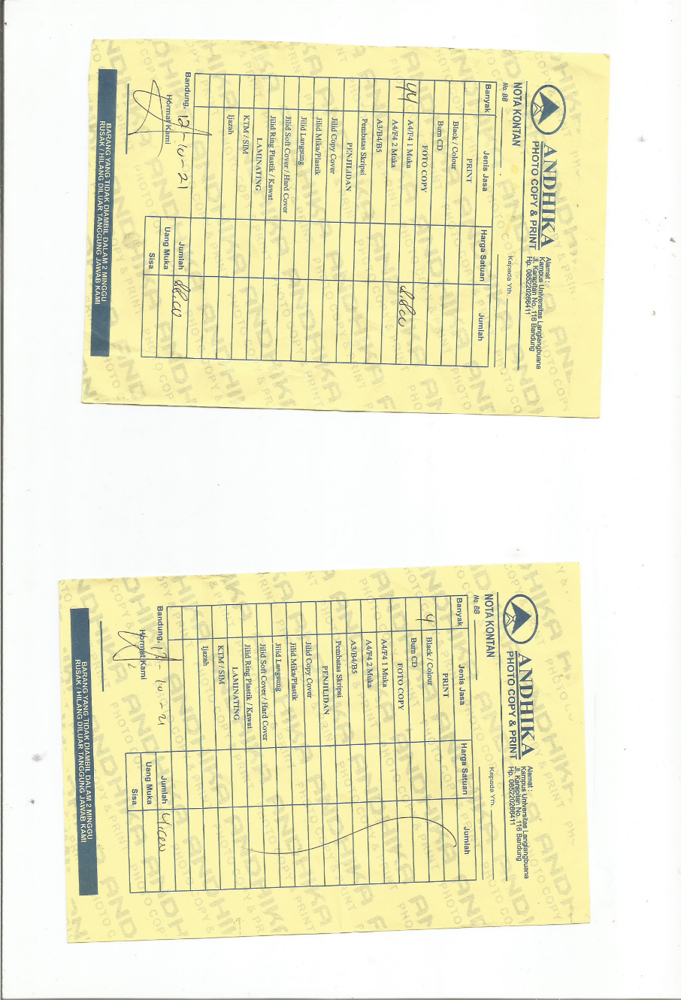 ANDHIKA
PHOTO COPY & PRINT
Alamat :
Kampus Universitas Langlangbuana
Jl. Karapitan No. 116 Bandung
Hp. 085220266411
NOTA KONTAN
No. BB
Kepada Yth.
Banyak Jenis Jasa Harga Satuan Jumlah
PRINT
Black / Colour
Burn CD
FOTO COPY
44 A4/F4 1 Muka 8.800
A4/F4 2 Muka
A3/B4/B5
Pembatas Skripsi
PENJILIDAN
Jilid Copy Cover
Jilid Mika/Plastik
Jilid Langsung
Jilid Soft Cover / Hard Cover
Jilid Ring Plastik / Kawat
LAMINATING
KTM / SIM
Ijazah
Jumlah
Uang Muka
Sisa
Bandung, 12-10-21
Hormat Kami
BARANG YANG TIDAK DIAMBIL DALAM 2 MINGGU
RUSAK / HILANG DILUAR TANGGUNG JAWAB KAMI
ANDHIKA
PHOTO COPY & PRINT
Alamat :
Kampus Universitas Langlangbuana
Jl. Karapitan No. 116 Bandung
Hp. 085220266411
NOTA KONTAN
No. BB
Kepada Yth.
Banyak Jenis Jasa Harga Satuan Jumlah
PRINT
4 Black / Colour
Burn CD
FOTO COPY
A4/F4 1 Muka
A4/F4 2 Muka
A3/B4/B5
Pembatas Skripsi
PENJILIDAN
Jilid Copy Cover
Jilid Mika/Plastik
Jilid Langsung
Jilid Soft Cover / Hard Cover
Jilid Ring Plastik / Kawat
LAMINATING
KTM / SIM
Ijazah
Jumlah 4.000
Uang Muka
Sisa
Bandung, 12-10-21
Hormat Kami
BARANG YANG TIDAK DIAMBIL DALAM 2 MINGGU
RUSAK / HILANG DILUAR TANGGUNG JAWAB KAMI